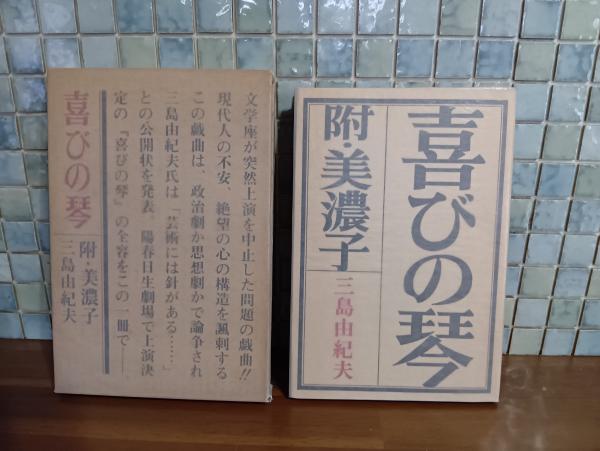 文学座が突然上演を中止した問題の戯曲!!
現代人の不安、絶望の心の構造を諷刺する
この戯曲は、政治劇か思想劇かで論争され
三島由紀夫氏は「芸術には針がある……」
との公開状を発表。陽春日生劇場で上演決
定の『喜びの琴』の全容をこの一冊で——
喜びの琴
附・美濃子
三島由紀夫
喜びの琴
附・美濃子
三島由紀夫